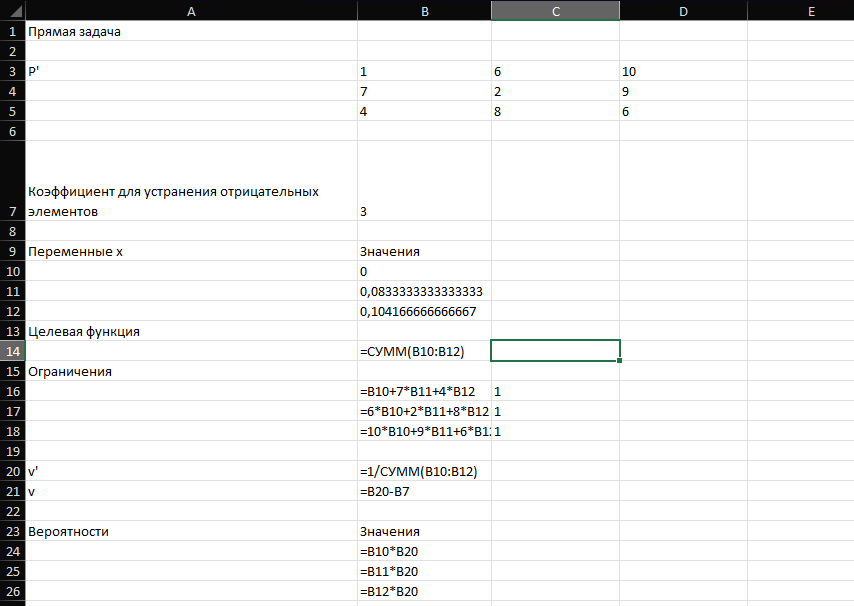 A B C D E
1 Прямая задача
2
3 P' 1 6 10
4 7 2 9
5 4 8 6
6
Коэффициент для устранения отрицательных
7 элементов 3
8
9 Переменные x Значения
10 0
11 0,0833333333333333
12 0,104166666666667
13 Целевая функция
14 =СУММ(B10:B12)
15 Ограничения
16 =B10+7*B11+4*B12 1
17 =6*B10+2*B11+8*B12 1
18 =10*B10+9*B11+6*B12 1
19
20 v' =1/СУММ(B10:B12)
21 v =B20-B7
22
23 Вероятности Значения
24 =B10*B20
25 =B11*B20
26 =B12*B20